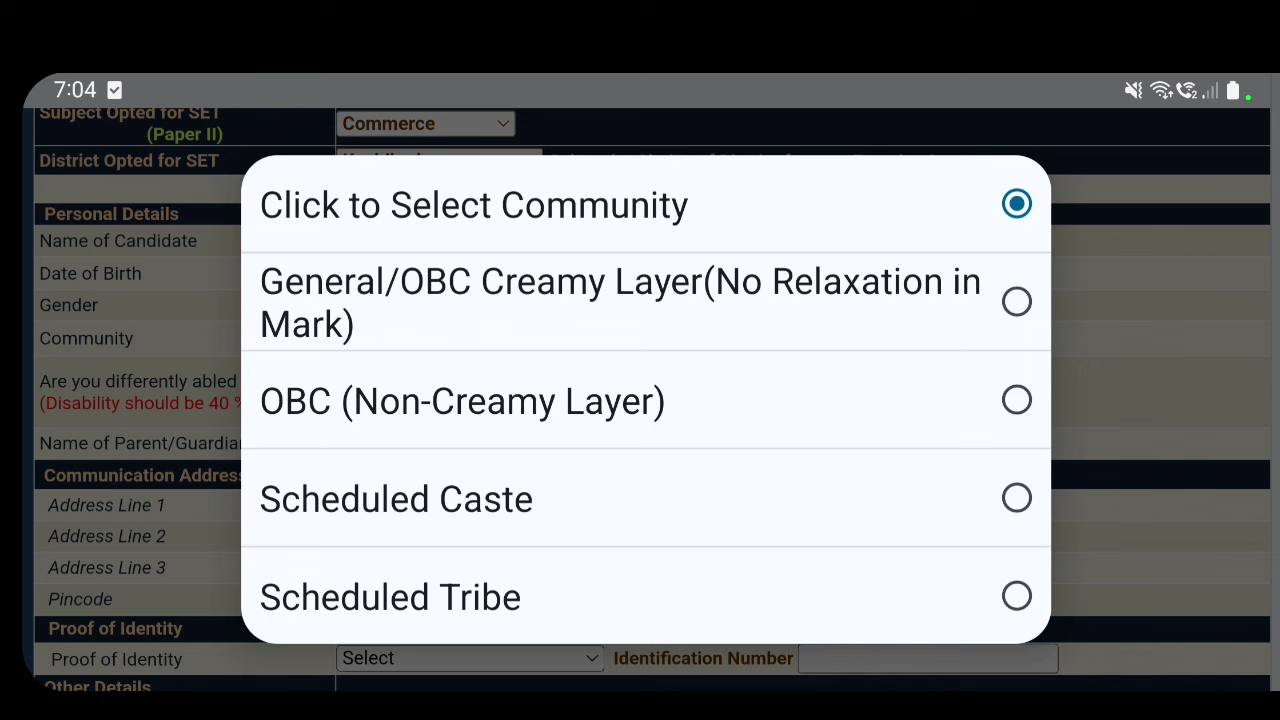 7:04
Subject Opted for SET
(Paper II)
Commerce
District Opted for SET
Click to Select Community
General/OBC Creamy Layer(No Relaxation in
Mark)
OBC (Non-Creamy Layer)
Scheduled Caste
Scheduled Tribe
Personal Details
Name of Candidate
Date of Birth
Gender
Community
Are you differently abled
(Disability should be 40 %
Name of Parent/Guardia
Communication Address
Address Line 1
Address Line 2
Address Line 3
Pincode
Proof of Identity
Proof of Identity
Select
Identification Number
Other Details